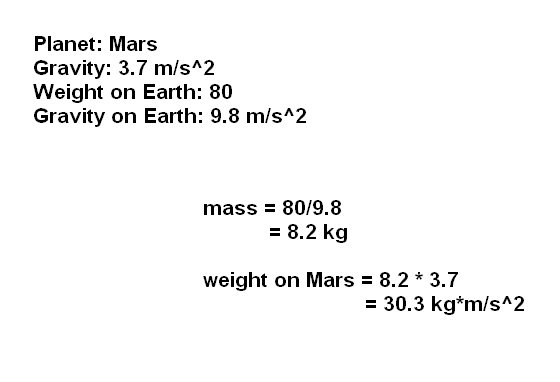 Planet: Mars
Gravity: 3.7 m/s^2
Weight on Earth: 80
Gravity on Earth: 9.8 m/s^2
mass = 80/9.8
= 8.2 kg
weight on Mars = 8.2 * 3.7
= 30.3 kg*m/s^2